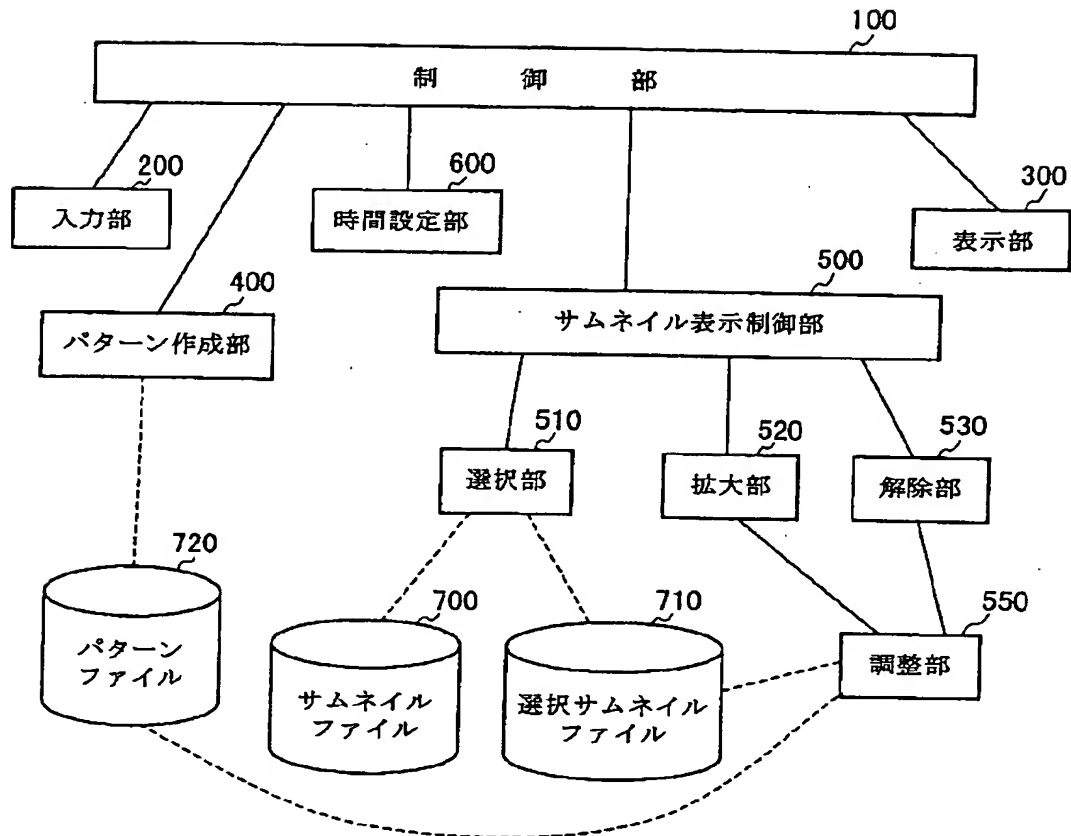 100
制御部
200
入力部
600
時間設定部
300
表示部
400
パターン作成部
500
サムネイル表示制御部
510
選択部
520
拡大部
530
解除部
720
パターン
ファイル
700
サムネイル
ファイル
710
選択サムネイル
ファイル
550
調整部